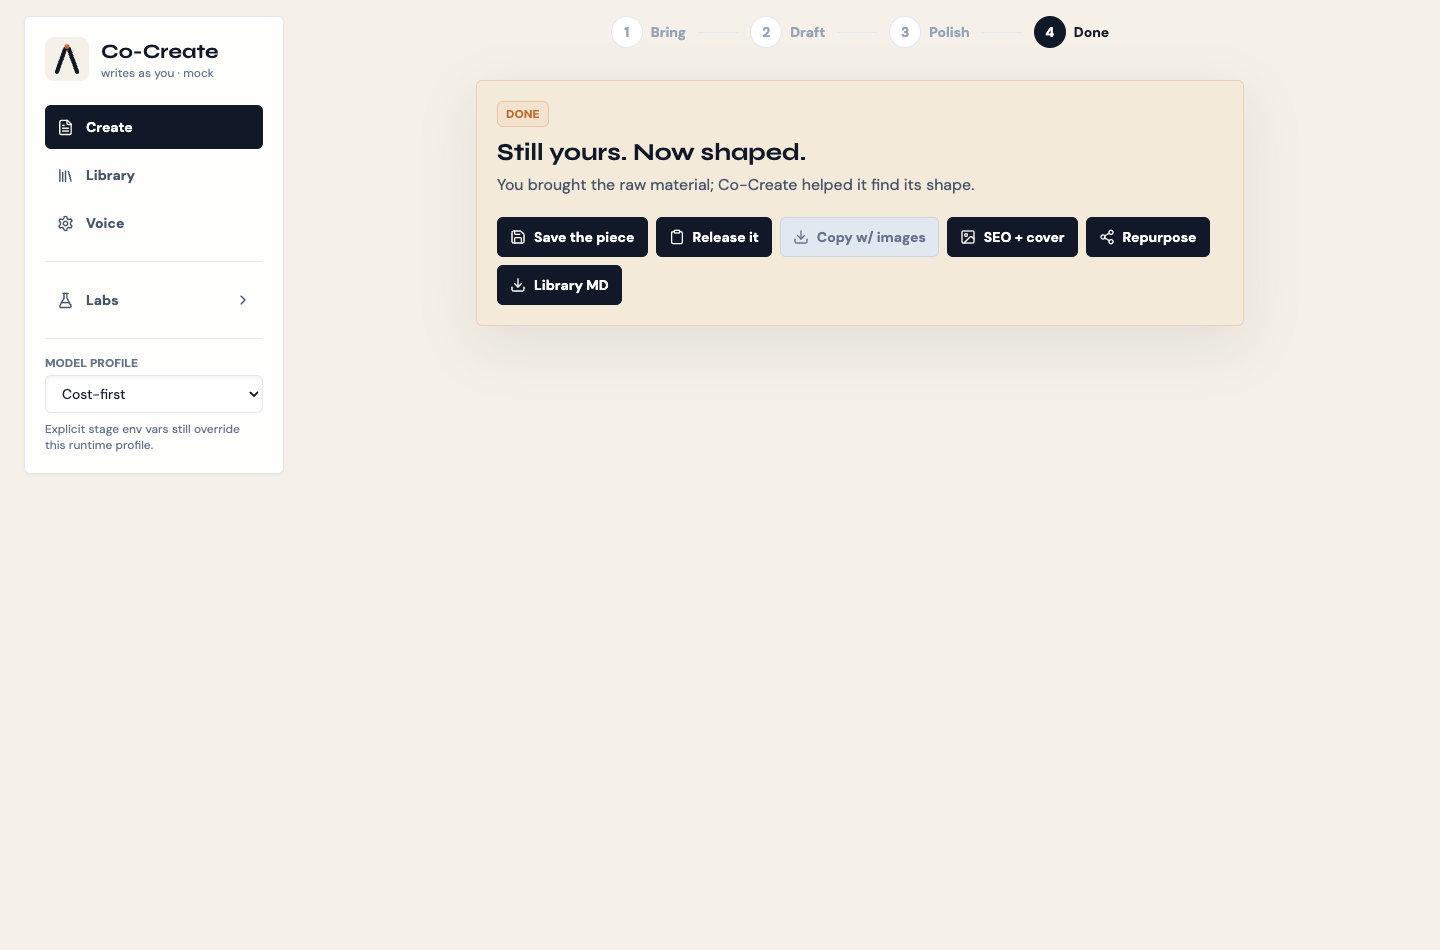 Co-Create
writes as you · mock
Create
Library
Voice
Labs
MODEL PROFILE
Cost-first
Explicit stage env vars still override
this runtime profile.
1 Bring 2 Draft 3 Polish 4 Done
DONE
Still yours. Now shaped.
You brought the raw material; Co-Create helped it find its shape.
Save the piece Release it Copy w/ images SEO + cover Repurpose
Library MD